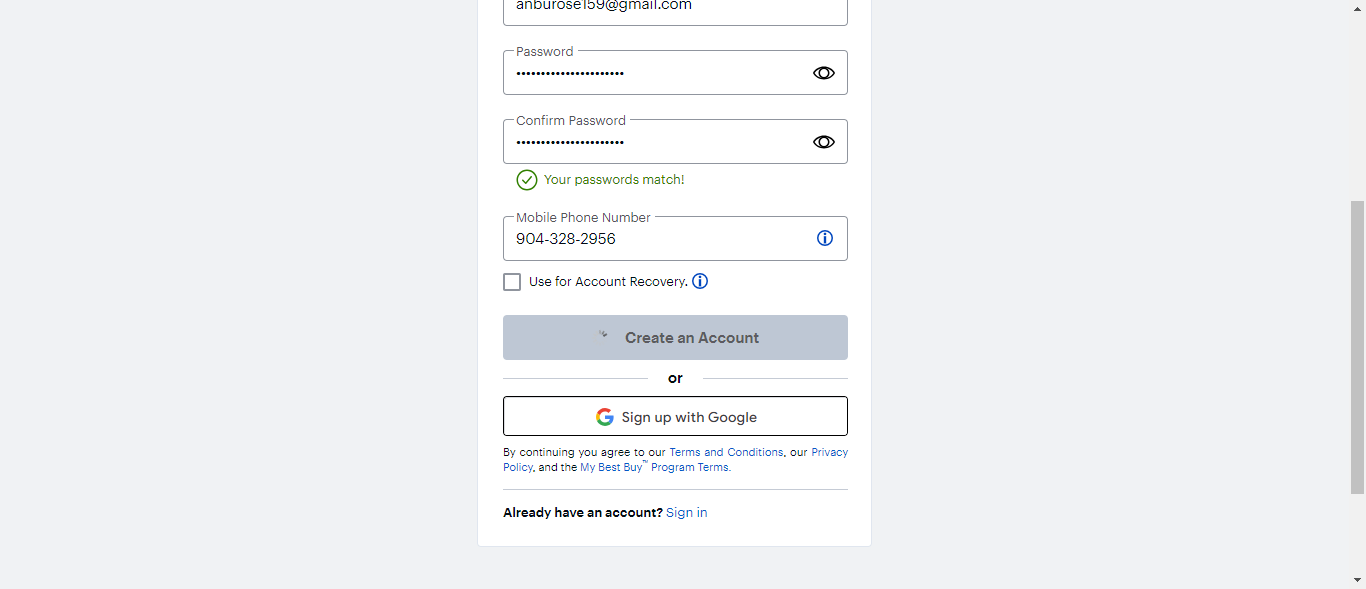 anburose159@gmail.com
Password
••••••••••••••••••••••
Confirm Password
••••••••••••••••••••••
Your passwords match!
Mobile Phone Number
904-328-2956
Use for Account Recovery.
Create an Account
or
Sign up with Google
By continuing you agree to our Terms and Conditions, our Privacy
Policy, and the My Best Buy™ Program Terms.
Already have an account? Sign in